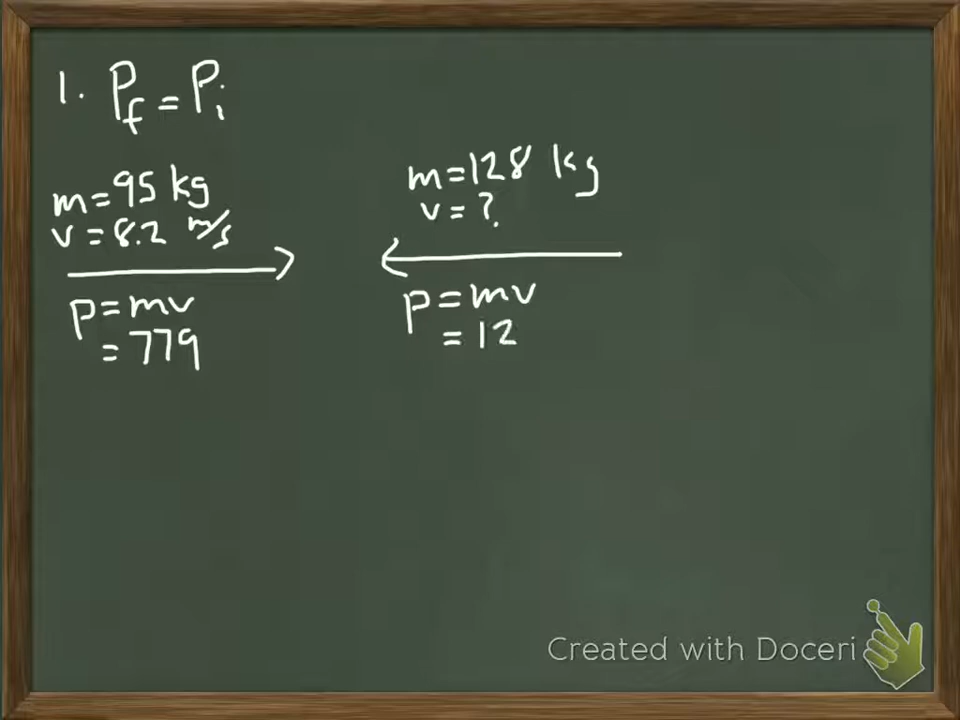 1. Pf = Pi
m = 95 kg
v = 8.2 m/s
p = mv
= 779
m = 128 kg
v = ?
p = mv
= 12
Created with Doceri